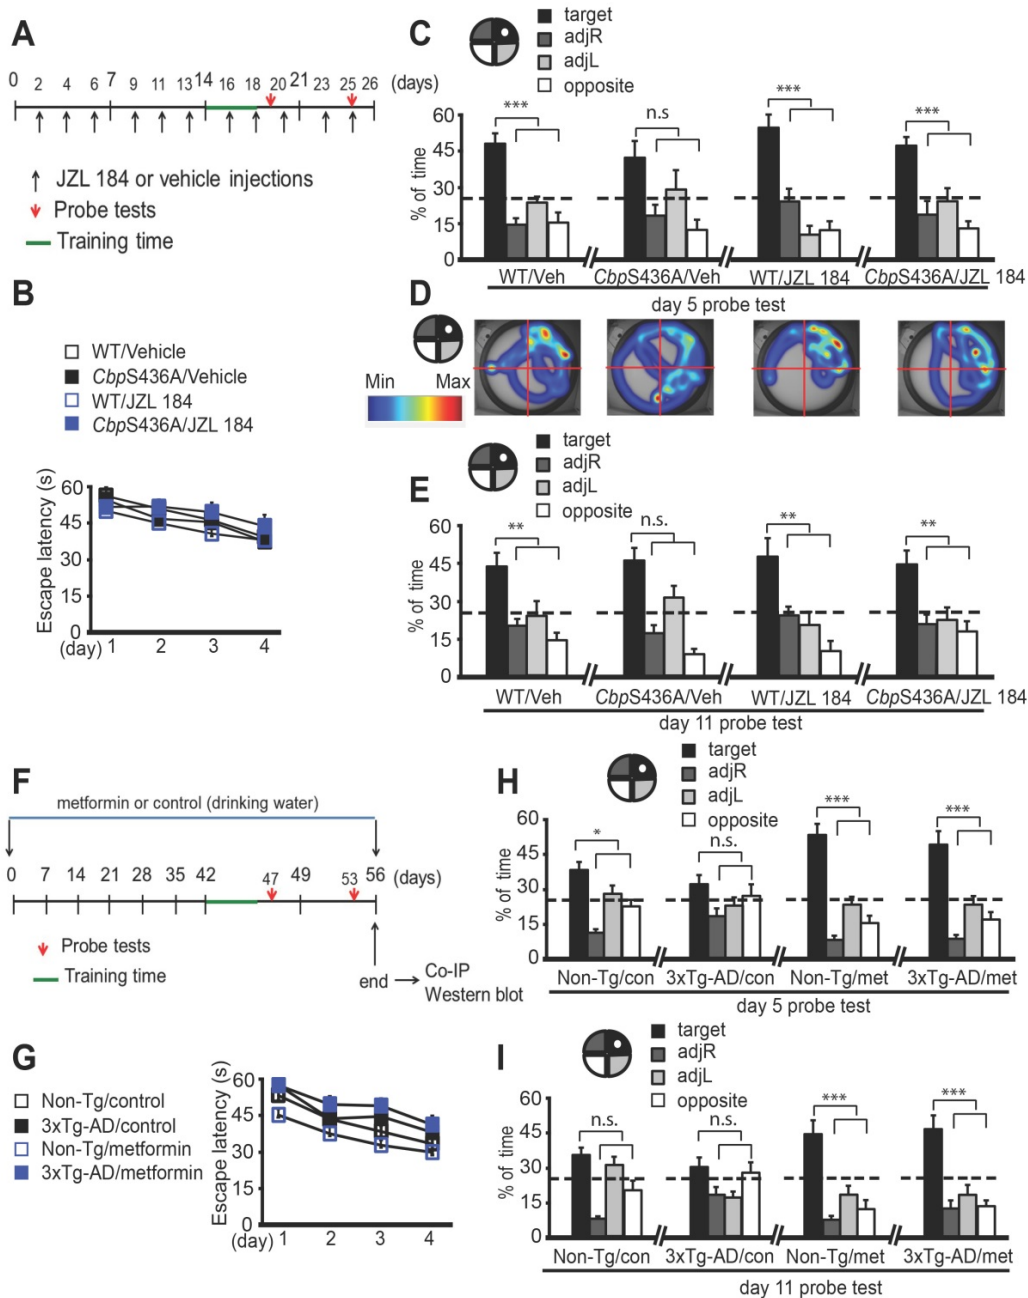 A
0 2 4 6 7 9 11 13 14 16 18 20 21 23 25 26 (days)
JZL 184 or vehicle injections
Probe tests
Training time
B
WT/Vehicle
CbpS436A/Vehicle
WT/JZL 184
CbpS436A/JZL 184
Escape latency (s)
60
45
30
15
0
(day) 1 2 3 4
C
target
adjR
adjL
opposite
% of time
60
45
30
15
0
*** n.s *** ***
WT/Veh CbpS436A/Veh WT/JZL 184 CbpS436A/JZL 184
day 5 probe test
D
Min Max
E
target
adjR
adjL
opposite
% of time
60
45
30
15
0
** n.s. ** **
WT/Veh CbpS436A/Veh WT/JZL 184 CbpS436A/JZL 184
day 11 probe test
F
metformin or control (drinking water)
0 7 14 21 28 35 42 47 49 53 56 (days)
Probe tests
Training time
end → Co-IP
Western blot
G
Non-Tg/control
3xTg-AD/control
Non-Tg/metformin
3xTg-AD/metformin
Escape latency (s)
60
45
30
15
0
(day) 1 2 3 4
H
target
adjR
adjL
opposite
% of time
60
45
30
15
0
* n.s. *** ***
Non-Tg/con 3xTg-AD/con Non-Tg/met 3xTg-AD/met
day 5 probe test
I
target
adjR
adjL
opposite
% of time
60
45
30
15
0
n.s. n.s. *** ***
Non-Tg/con 3xTg-AD/con Non-Tg/met 3xTg-AD/met
day 11 probe test